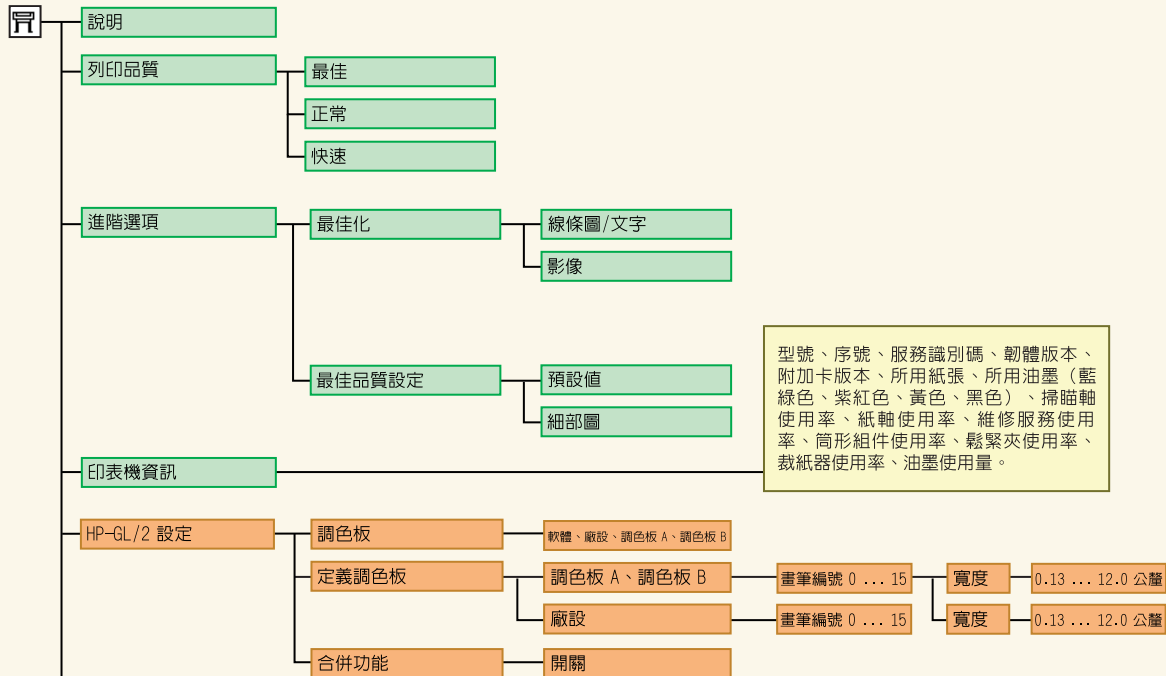 說明
列印品質
最佳
正常
快速
進階選項
最佳化
線條圖/文字
影像
最佳品質設定
預設值
細部圖
型號、序號、服務識別碼、韌體版本、
附加卡版本、所用紙張、所用油墨（藍
綠色、紫紅色、黃色、黑色）、掃瞄軸
使用率、紙軸使用率、維修服務使用
率、筒形組件使用率、鬆緊夾使用率、
裁紙器使用率、油墨使用量。
印表機資訊
HP-GL/2 設定
調色板
軟體、廠設、調色板 A、調色板 B
定義調色板
調色板 A、調色板 B
畫筆編號 0 ... 15
寬度
0.13 ... 12.0 公釐
廠設
畫筆編號 0 ... 15
寬度
0.13 ... 12.0 公釐
合併功能
開關